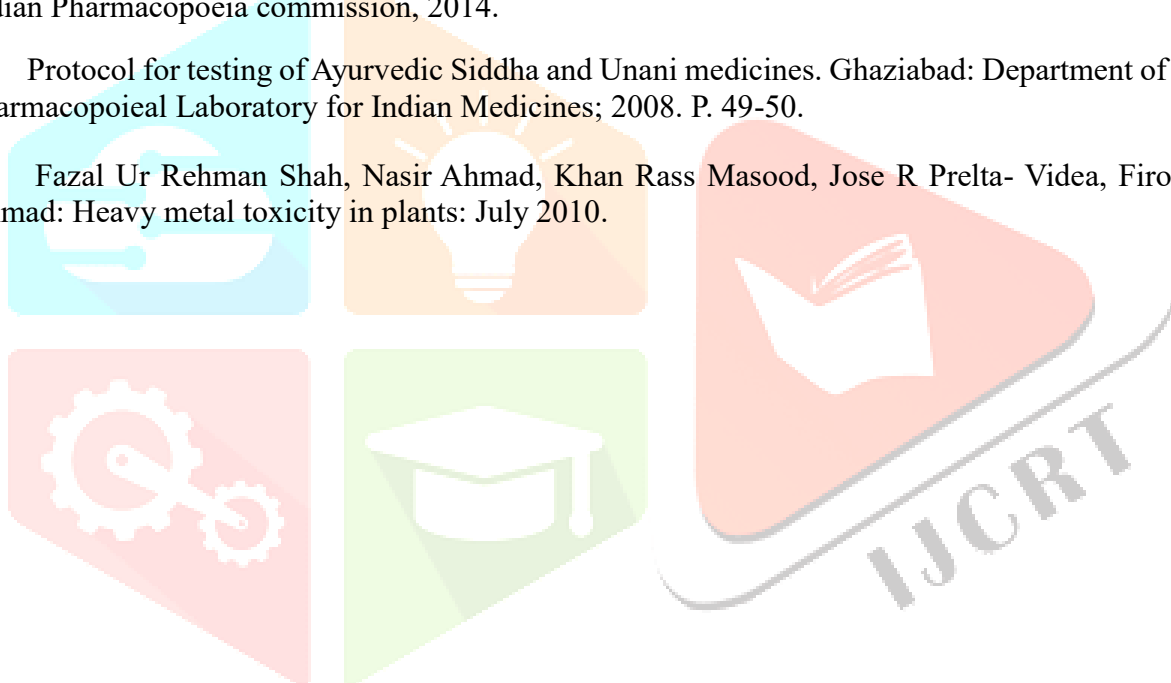 dian Pharmacopoeia commission, 2014.
Protocol for testing of Ayurvedic Siddha and Unani medicines. Ghaziabad: Department of
armacopoieal Laboratory for Indian Medicines; 2008. P. 49-50.
Fazal Ur Rehman Shah, Nasir Ahmad, Khan Rass Masood, Jose R Prelta- Videa, Firo
mad: Heavy metal toxicity in plants: July 2010.
IJCRT